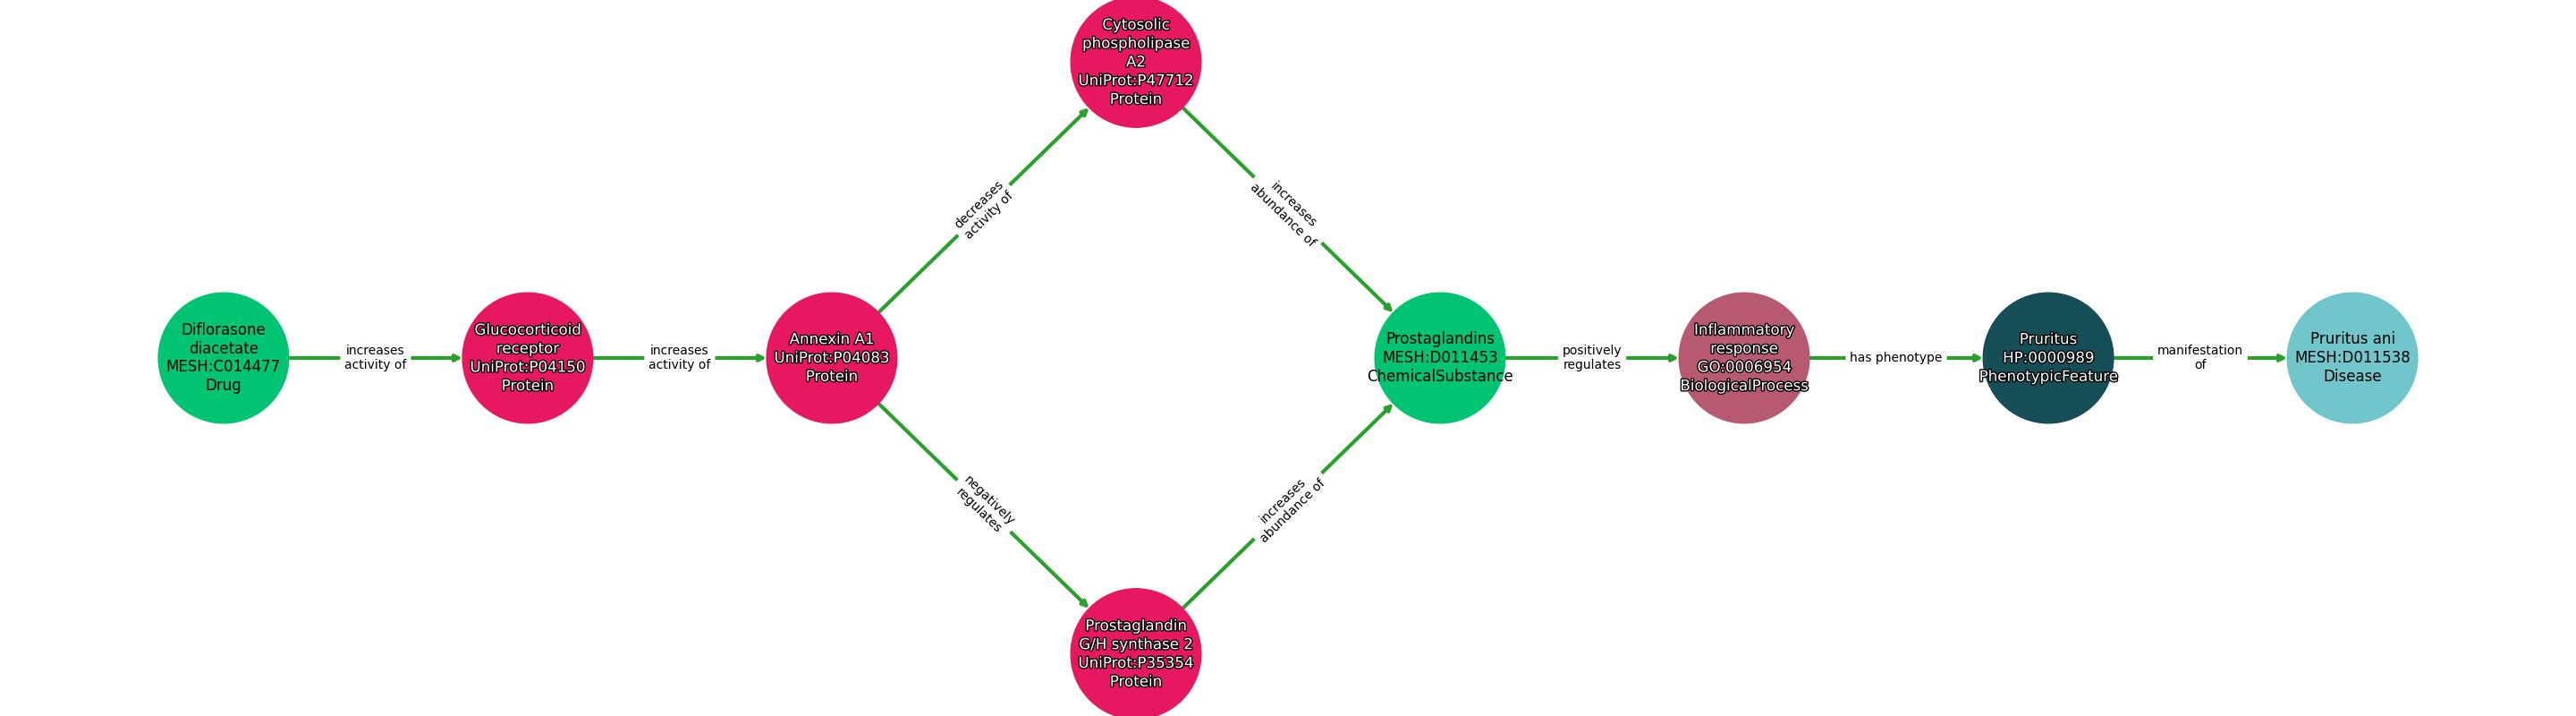 Cytosolic
phospholipase
A2
UniProt:P47712
Protein
decreases
activity of
increases
abundance of
Diflorasone
diacetate
MESH:C014477
Drug
increases
activity of
Glucocorticoid
receptor
UniProt:P04150
Protein
increases
activity of
Annexin A1
UniProt:P04083
Protein
Prostaglandins
MESH:D011453
ChemicalSubstance
positively
regulates
Inflammatory
response
GO:0006954
BiologicalProcess
has phenotype
Pruritus
HP:0000989
PhenotypicFeature
manifestation
of
Pruritus ani
MESH:D011538
Disease
negatively
regulates
increases
abundance of
Prostaglandin
G/H synthase 2
UniProt:P35354
Protein